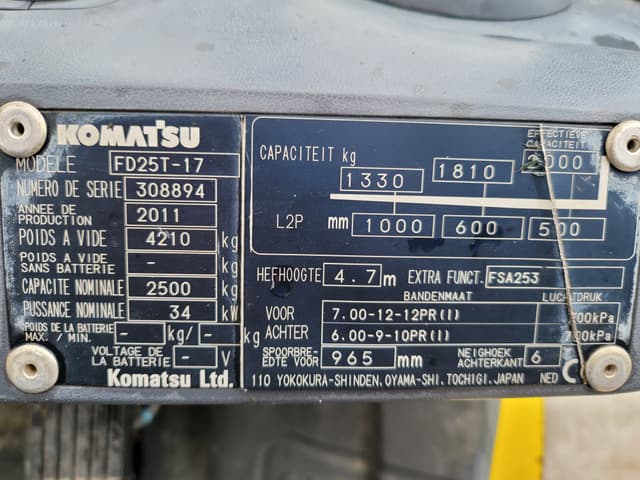 KOMATSU
MODELE FD25T-17
NUMERO DE SERIE 308894
ANNEE DE PRODUCTION 2011
POIDS A VIDE 4210 kg
POIDS A VIDE SANS BATTERIE - kg
CAPACITE NOMINALE 2500 kg
PUISSANCE NOMINALE 34 kW
POIDS DE LA BATTERIE MAX. / MIN. - kg/ - kg
VOLTAGE DE LA BATTERIE - V
Komatsu Ltd.
EFFECTIEVE CAPACITEIT
CAPACITEIT kg 1330 1810 2000
L2P mm 1000 600 500
HEFHOOGTE 4.7 m EXTRA FUNCT. FSA253
BANDENMAAT LUCHTDRUK
VOOR 7.00-12-12PR(I) 700kPa
ACHTER 6.00-9-10PR(I) kPa
SPOORBRE-EDTE VOOR 965 mm NEIGHOEK ACHTERKANT 6
110 YOKOKURA-SHINDEN, OYAMA-SHI, TOCHIGI, JAPAN NED